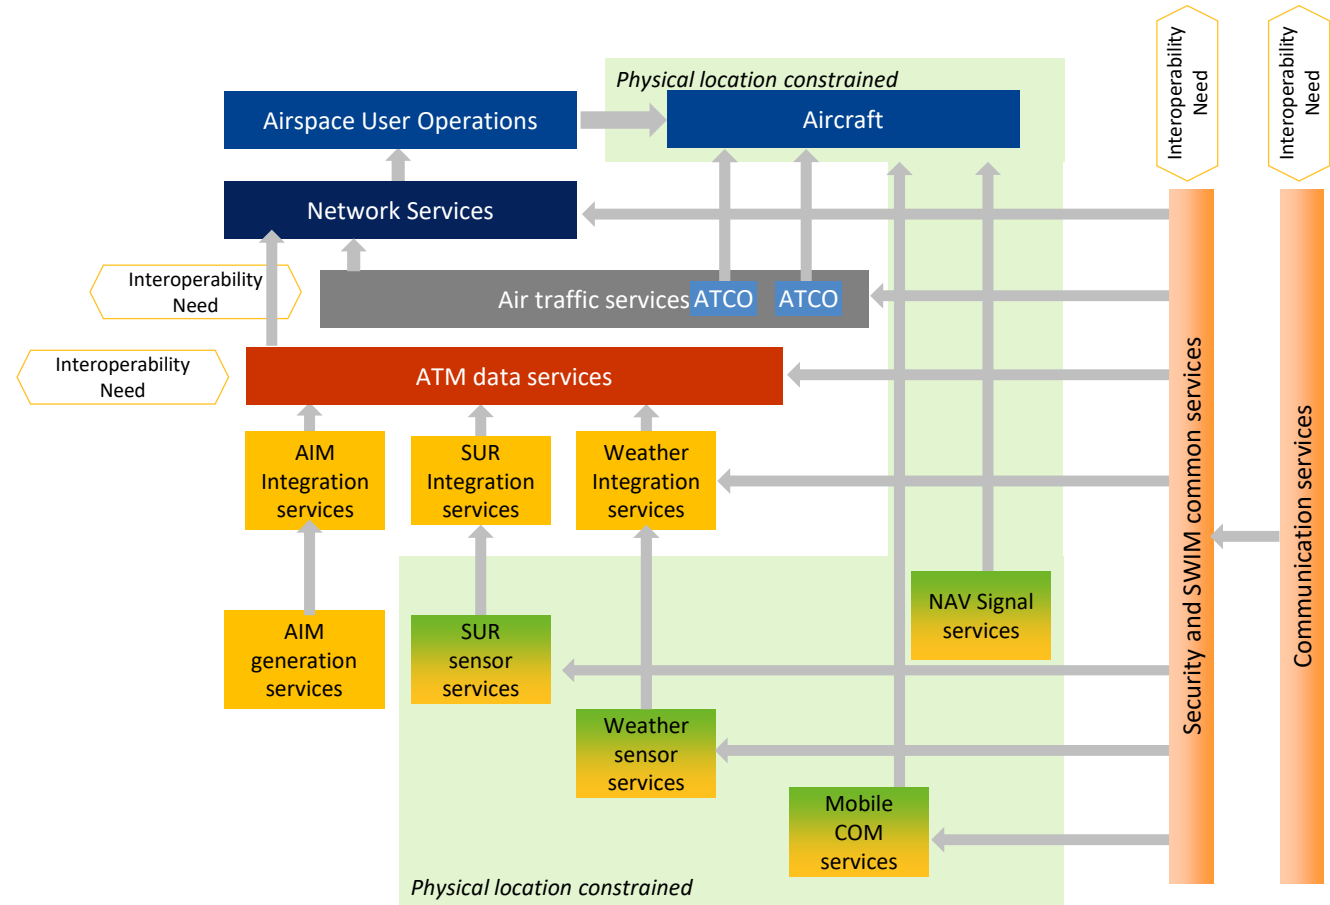 Physical location constrained
Airspace User Operations
Aircraft
Interoperability
Need
Interoperability
Need
Network Services
Interoperability
Need
Air traffic services
ATCO
ATCO
Interoperability
Need
ATM data services
AIM
Integration
services
SUR
Integration
services
Weather
Integration
services
AIM
generation
services
SUR
sensor
services
NAV Signal
services
Weather
sensor
services
Mobile
COM
services
Physical location constrained
Security and SWIM common services
Communication services